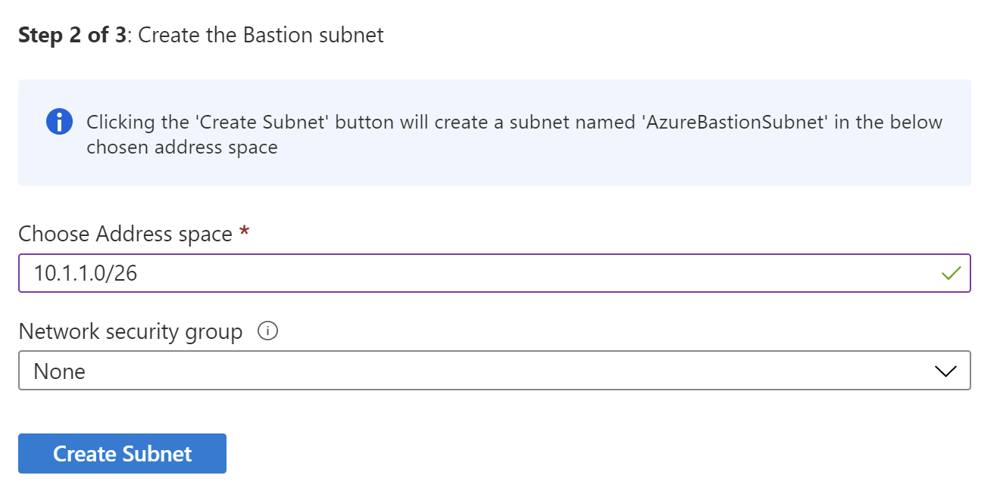 Step 2 of 3: Create the Bastion subnet
Clicking the 'Create Subnet' button will create a subnet named 'AzureBastionSubnet' in the below
chosen address space
Choose Address space *
10.1.1.0/26
Network security group
None
Create Subnet